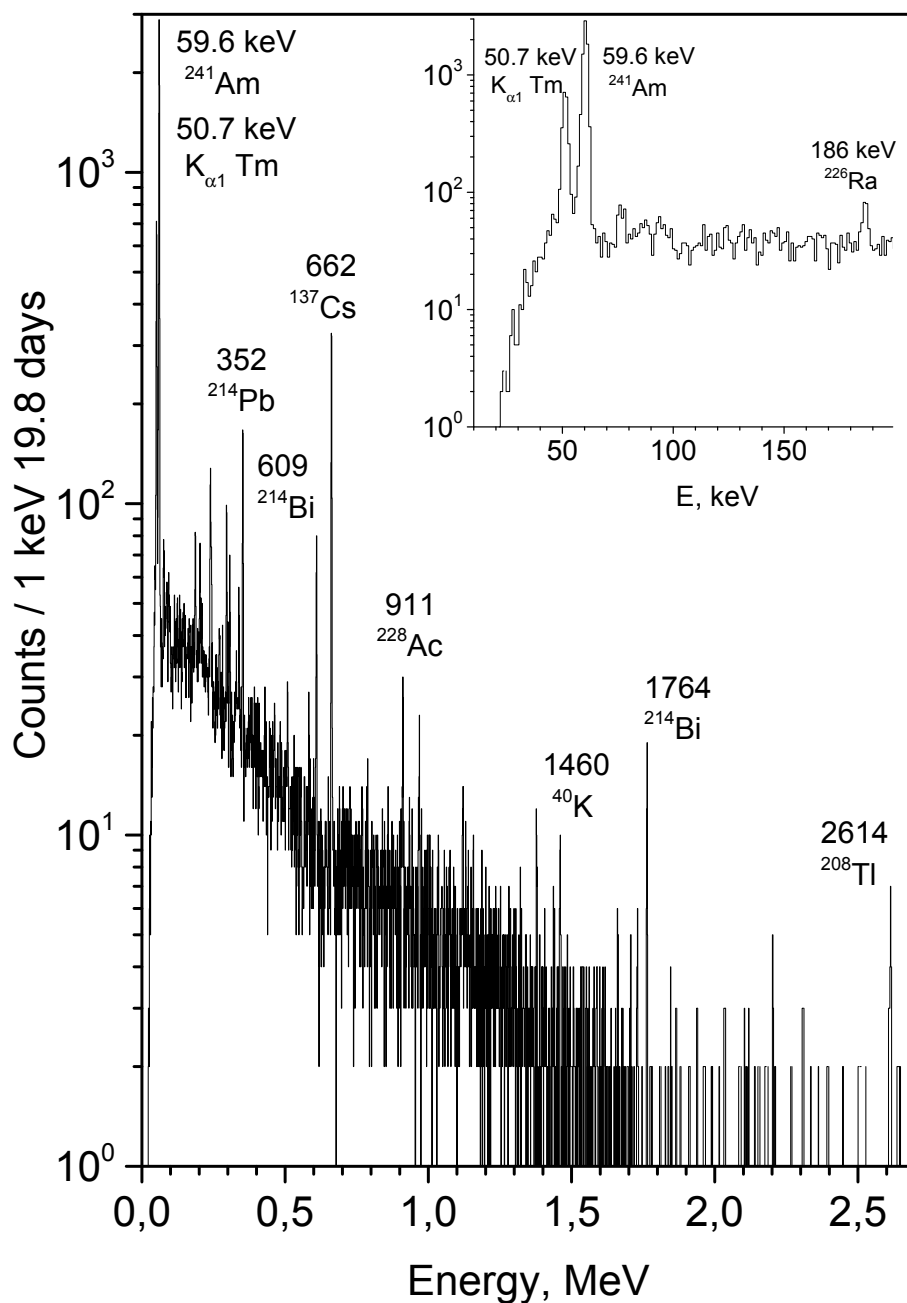 59.6 keV
²⁴¹Am
50.7 keV
K_α1 Tm
662
¹³⁷Cs
352
²¹⁴Pb
609
²¹⁴Bi
911
²²⁸Ac
1764
²¹⁴Bi
1460
⁴⁰K
2614
²⁰⁸Tl
10³
10²
10¹
10⁰
Counts / 1 keV 19.8 days
0,0 0,5 1,0 1,5 2,0 2,5
Energy, MeV
50.7 keV
K_α1 Tm
59.6 keV
²⁴¹Am
186 keV
²²⁶Ra
10³
10²
10¹
10⁰
50 100 150
E, keV